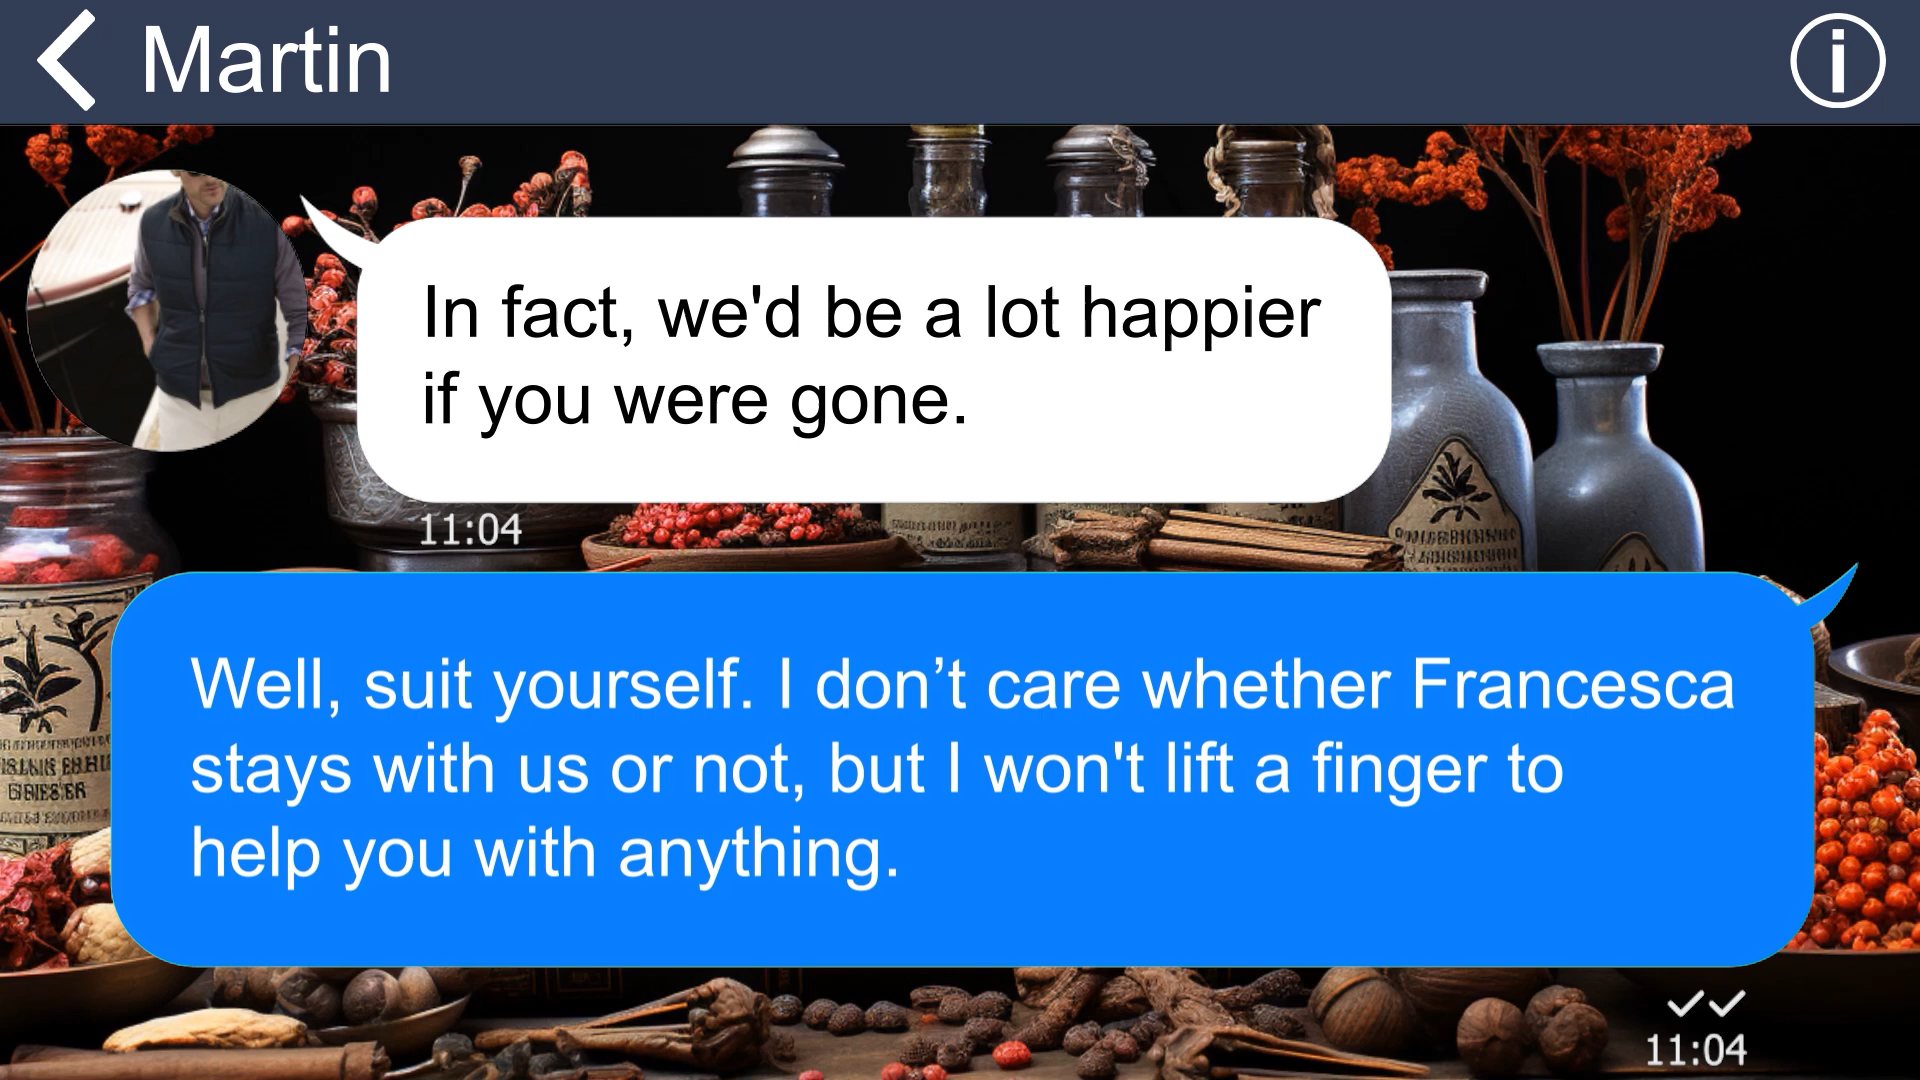 Martin
In fact, we'd be a lot happier
if you were gone.
11:04
Well, suit yourself. I don’t care whether Francesca
stays with us or not, but I won't lift a finger to
help you with anything.
11:04